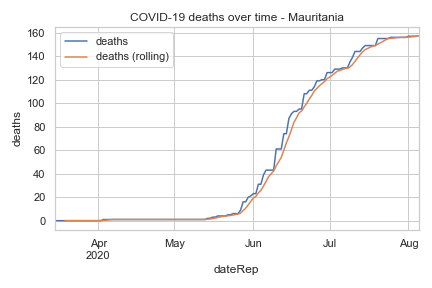 COVID-19 deaths over time - Mauritania
deaths
deaths (rolling)
160
140
120
100
80
60
40
20
0
deaths
Apr
2020
May
Jun
Jul
Aug
dateRep